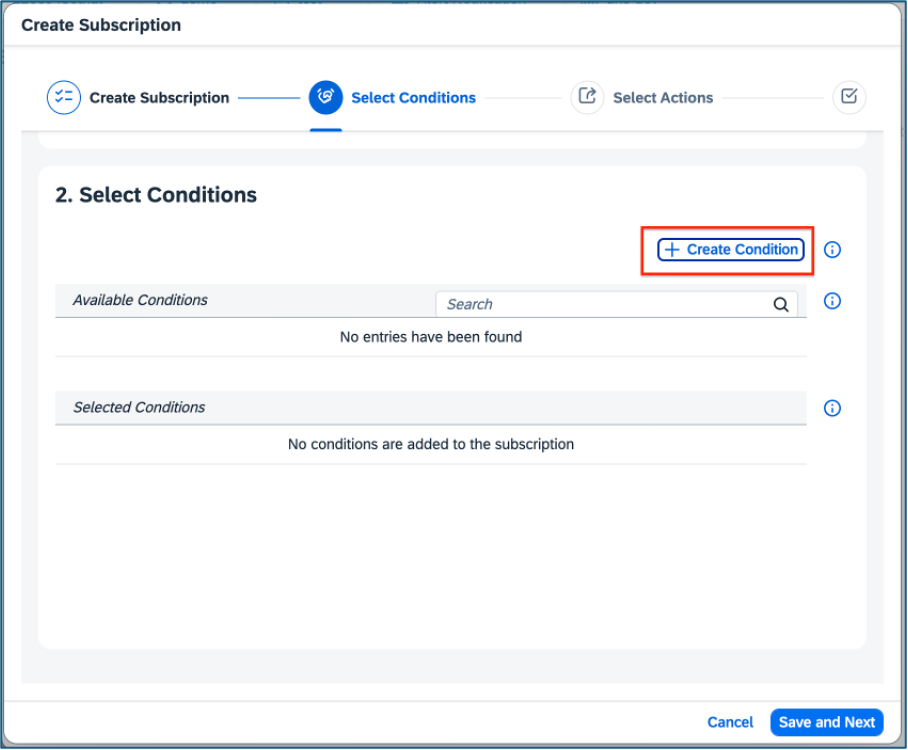 Create Subscription
Create Subscription
Select Conditions
Select Actions
2. Select Conditions
Create Condition
Available Conditions
Search
No entries have been found
Selected Conditions
No conditions are added to the subscription
Cancel
Save and Next